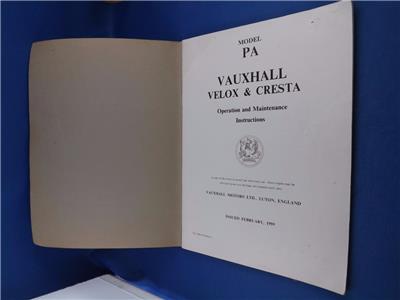 MODEL
PA
VAUXHALL
VELOX & CRESTA
Operation and Maintenance
Instructions
VAUXHALL MOTORS LTD., LUTON, ENGLAND
ISSUED FEBRUARY, 1959